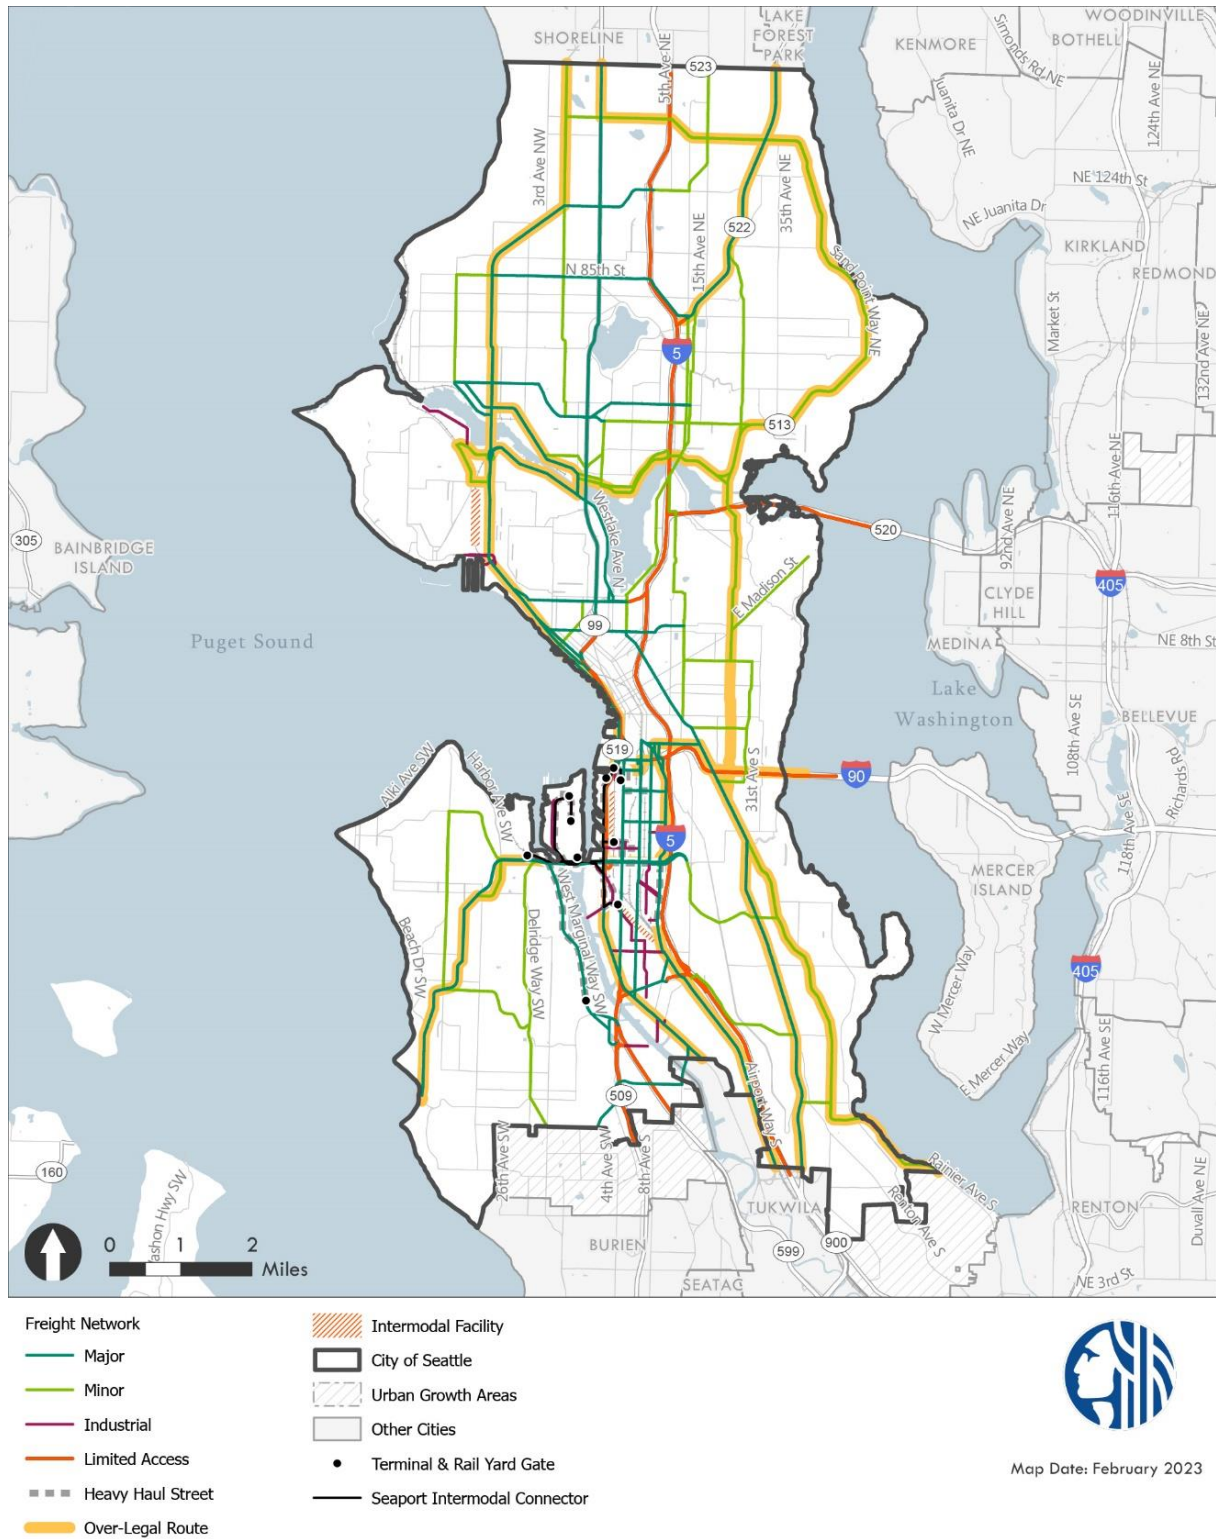 SHORELINE
LAKE
FOREST
PARK
KENMORE
WOODINVILLE
BOTHELL
Simonds Rd NE
5th Ave NE
523
124th Ave NE
Juanita Dr NE
3rd Ave NW
35th Ave NE
NE 124th St
NE Juanita Dr
522
15th Ave NE
KIRKLAND
Sand Point Way NE
N 85th St
REDMOND
Market St
5
132nd Ave NE
513
116th Ave NE
Westlake Ave N
92nd Ave NE
520
305
BAINBRIDGE
ISLAND
405
E Madison St
CLYDE
HILL
99
Puget Sound
MEDINA
NE 8th St
Lake
Washington
108th Ave SE
BELLEVUE
Alki Ave SW
Harbor Ave SW
519
31st Ave S
90
Richards Rd
5
118th Ave SE
MERCER
ISLAND
West Marginal Way SW
Delridge Way SW
Beach Dr SW
W Mercer Way
405
E Mercer Way
116th Ave SE
Airport Way S
509
160
26th Ave SW
4th Ave SW
8th Ave S
Rainier Ave S
Renton Ave S
ashon Hwy SW
TUKWILA
RENTON
Duvall Ave NE
BURIEN
599
900
SEATAC
NE 3rd St
0 1 2
Miles
Freight Network
Major
Minor
Industrial
Limited Access
Heavy Haul Street
Over-Legal Route
Intermodal Facility
City of Seattle
Urban Growth Areas
Other Cities
Terminal & Rail Yard Gate
Seaport Intermodal Connector
Map Date: February 2023